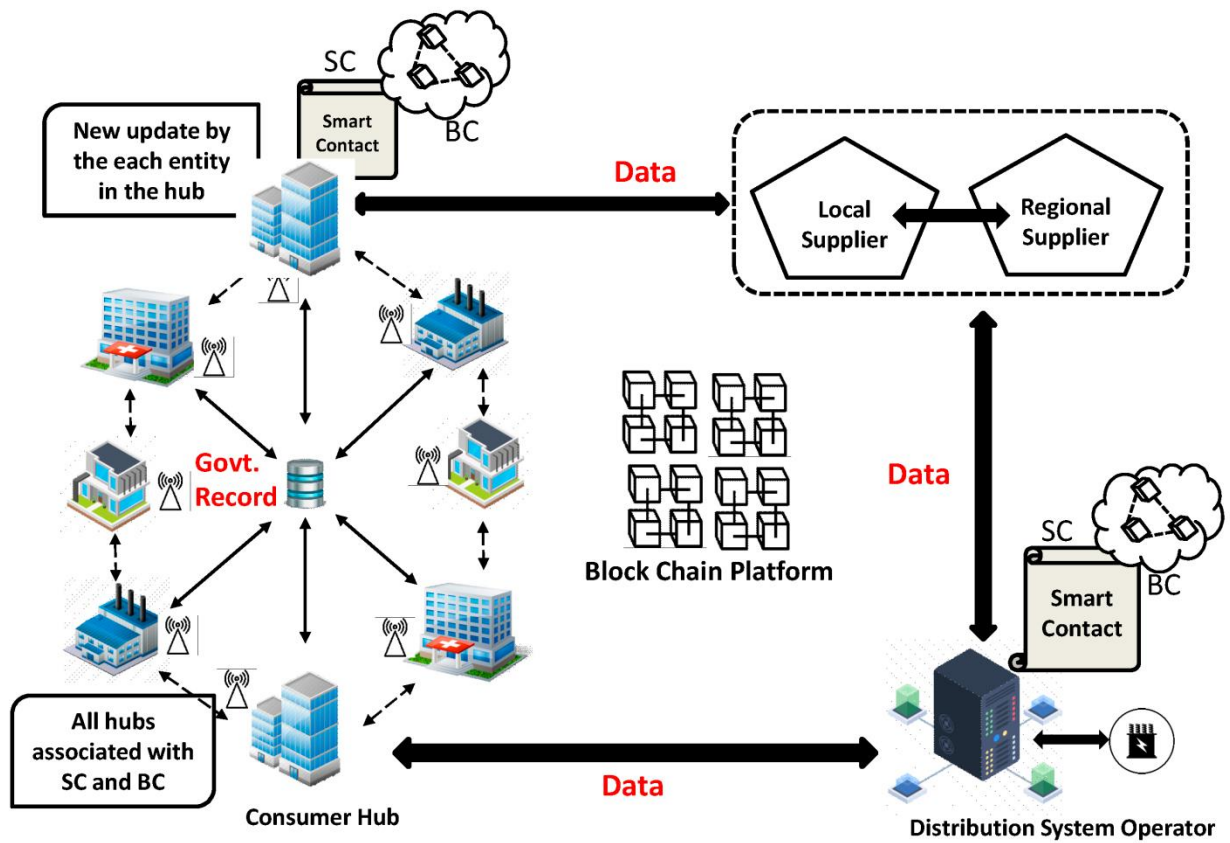 SC
BC
Smart
Contact
New update by
the each entity
in the hub
Data
Local
Supplier
Regional
Supplier
Govt.
Record
Block Chain Platform
Data
SC
BC
Smart
Contact
All hubs
associated with
SC and BC
Consumer Hub
Data
Distribution System Operator